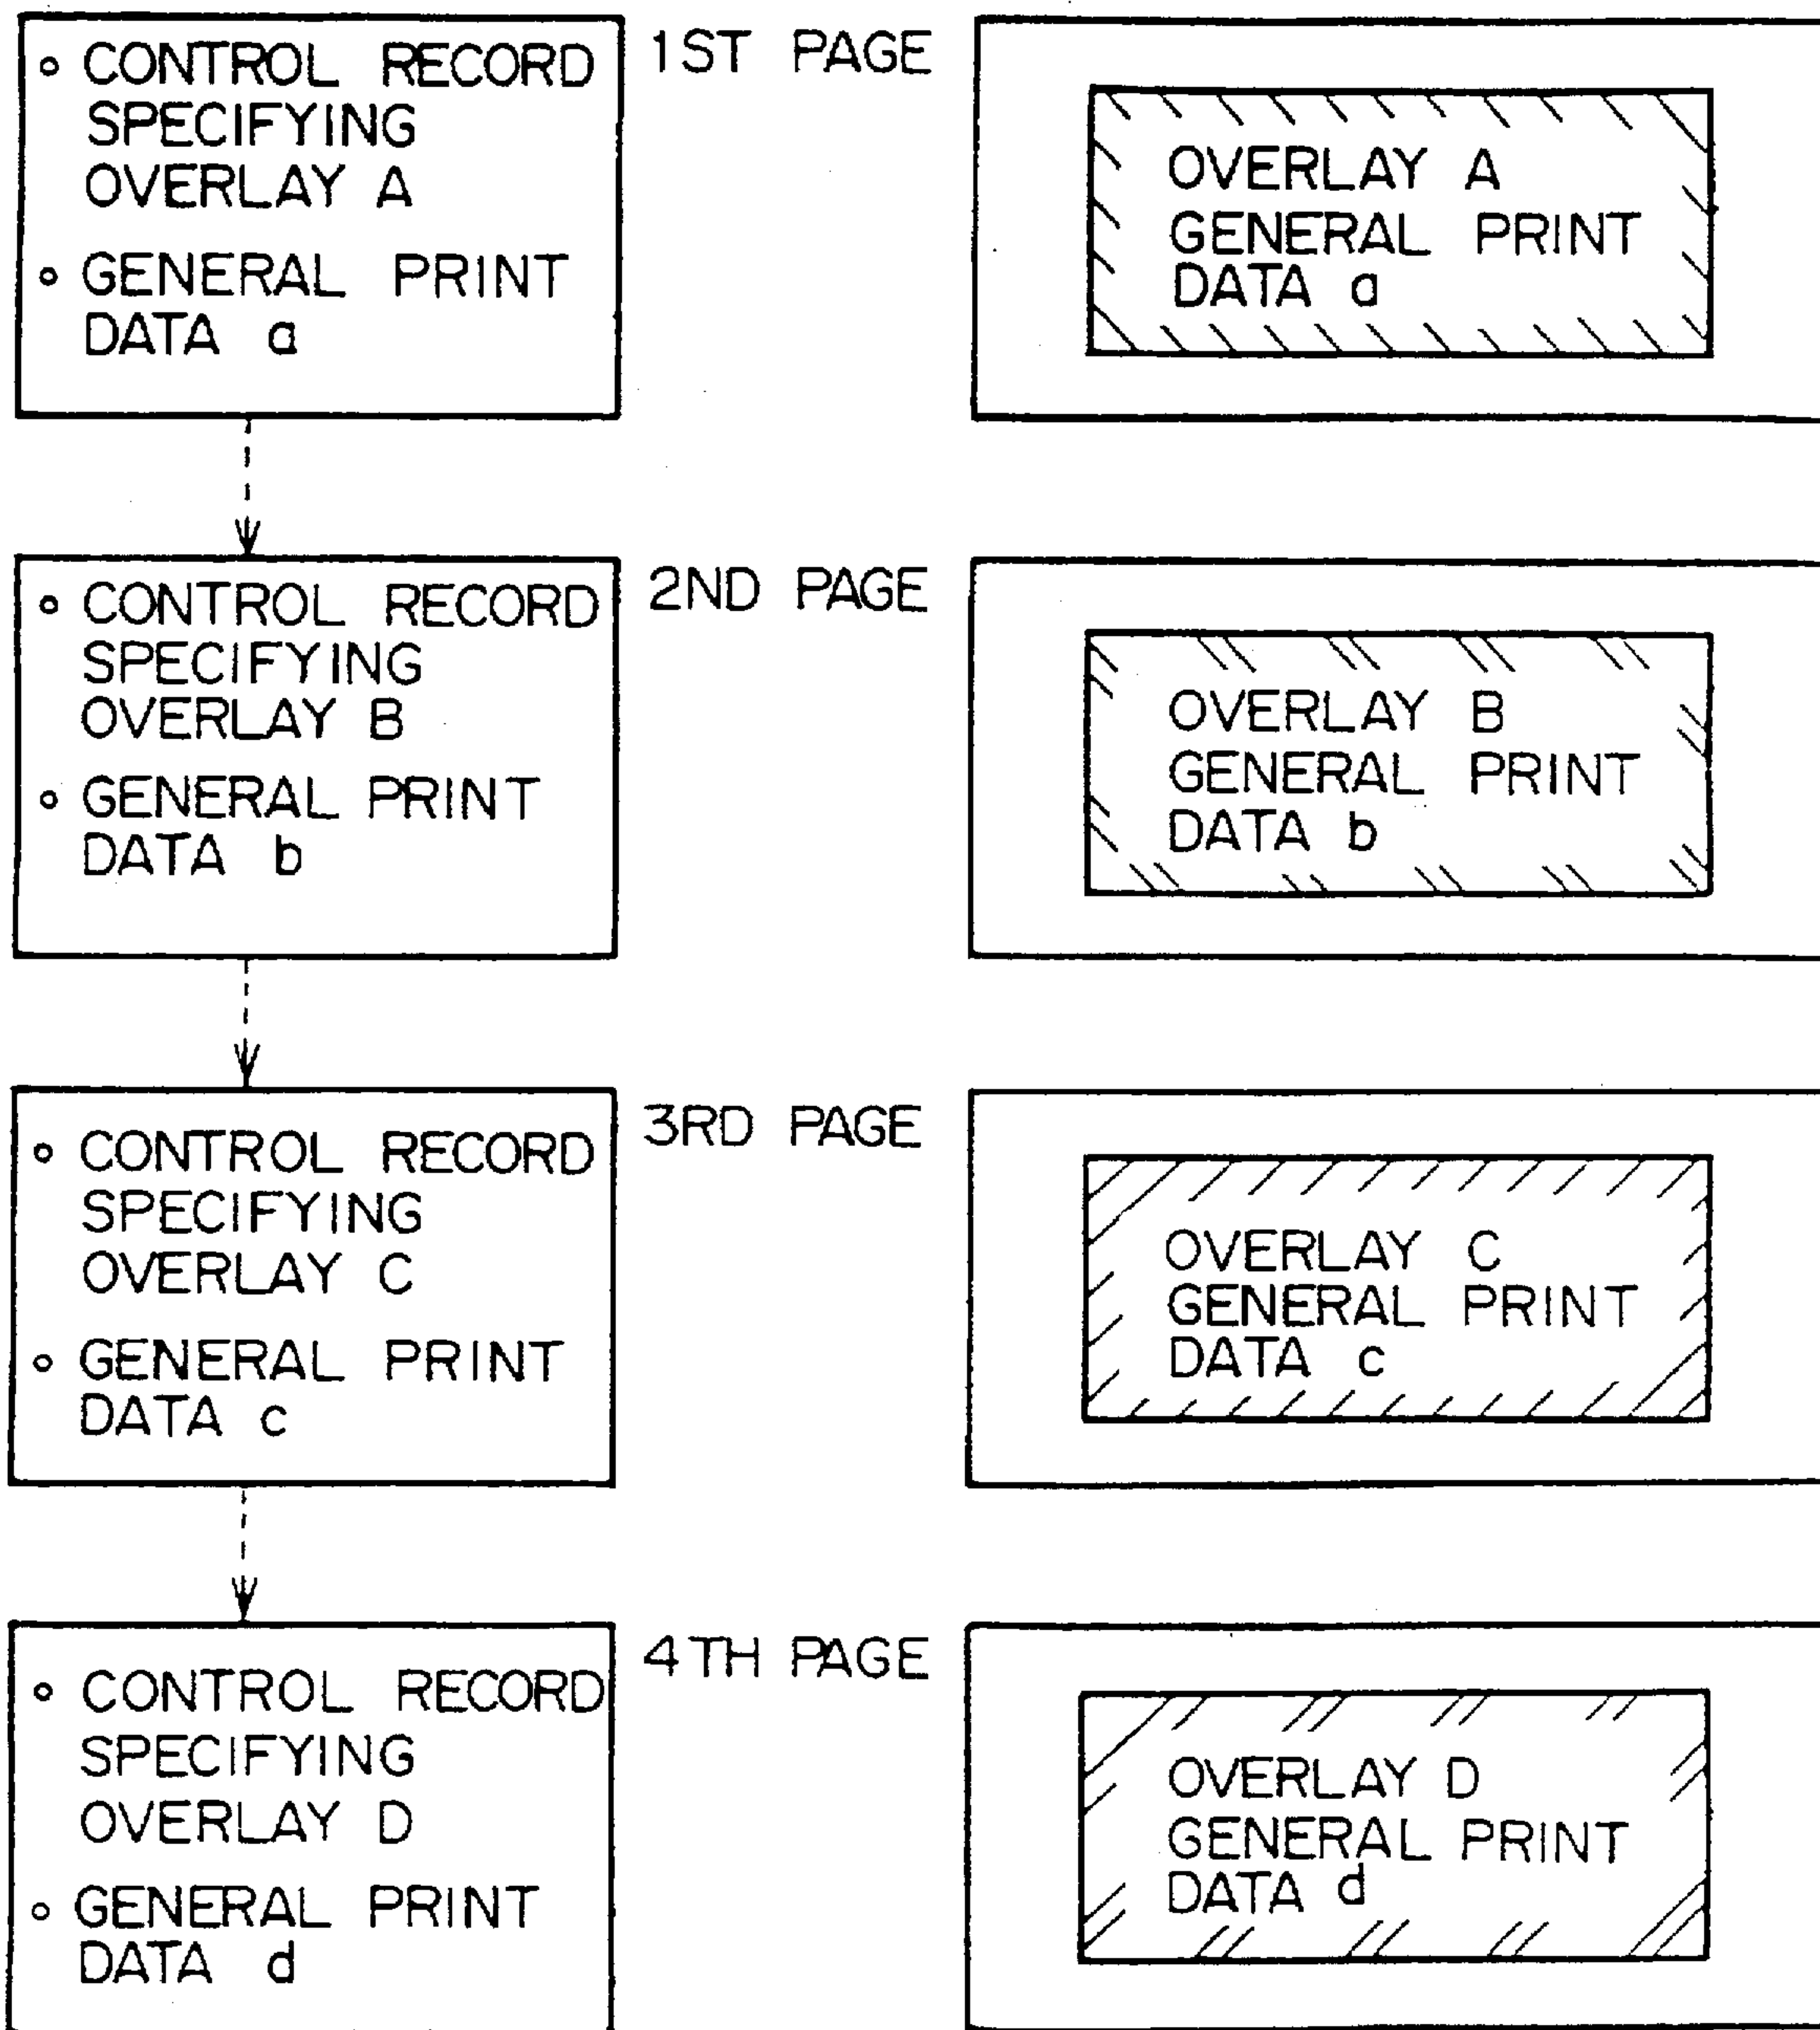 ◦ CONTROL RECORD
SPECIFYING
OVERLAY A
◦ GENERAL PRINT
DATA a
1ST PAGE
OVERLAY A
GENERAL PRINT
DATA a
◦ CONTROL RECORD
SPECIFYING
OVERLAY B
◦ GENERAL PRINT
DATA b
2ND PAGE
OVERLAY B
GENERAL PRINT
DATA b
◦ CONTROL RECORD
SPECIFYING
OVERLAY C
◦ GENERAL PRINT
DATA c
3RD PAGE
OVERLAY C
GENERAL PRINT
DATA c
◦ CONTROL RECORD
SPECIFYING
OVERLAY D
◦ GENERAL PRINT
DATA d
4TH PAGE
OVERLAY D
GENERAL PRINT
DATA d